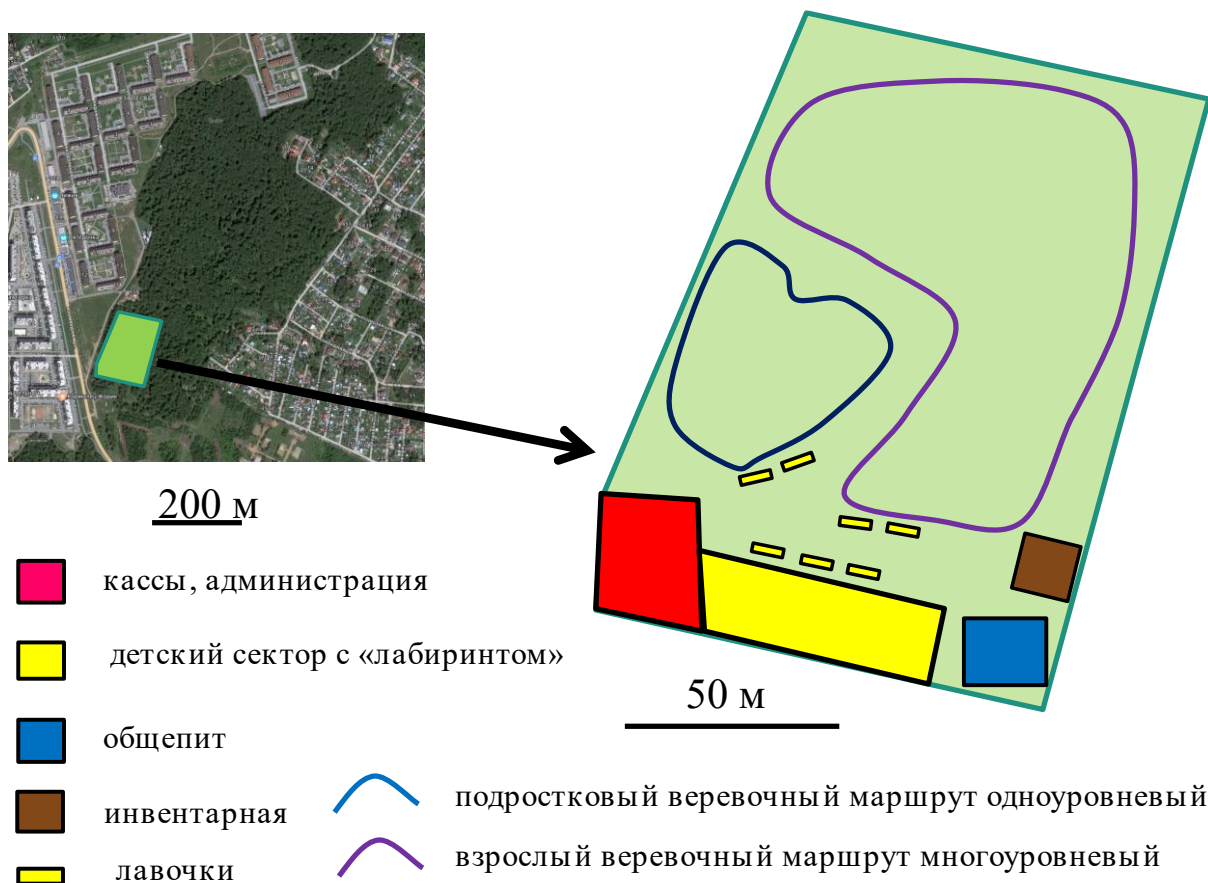 200 м
кассы, администрация
детский сектор с «лабиринтом»
50 м
общепит
инвентарная
подростковый веревочный маршрут одноуровневый
взрослый веревочный маршрут многоуровневый
лавочки